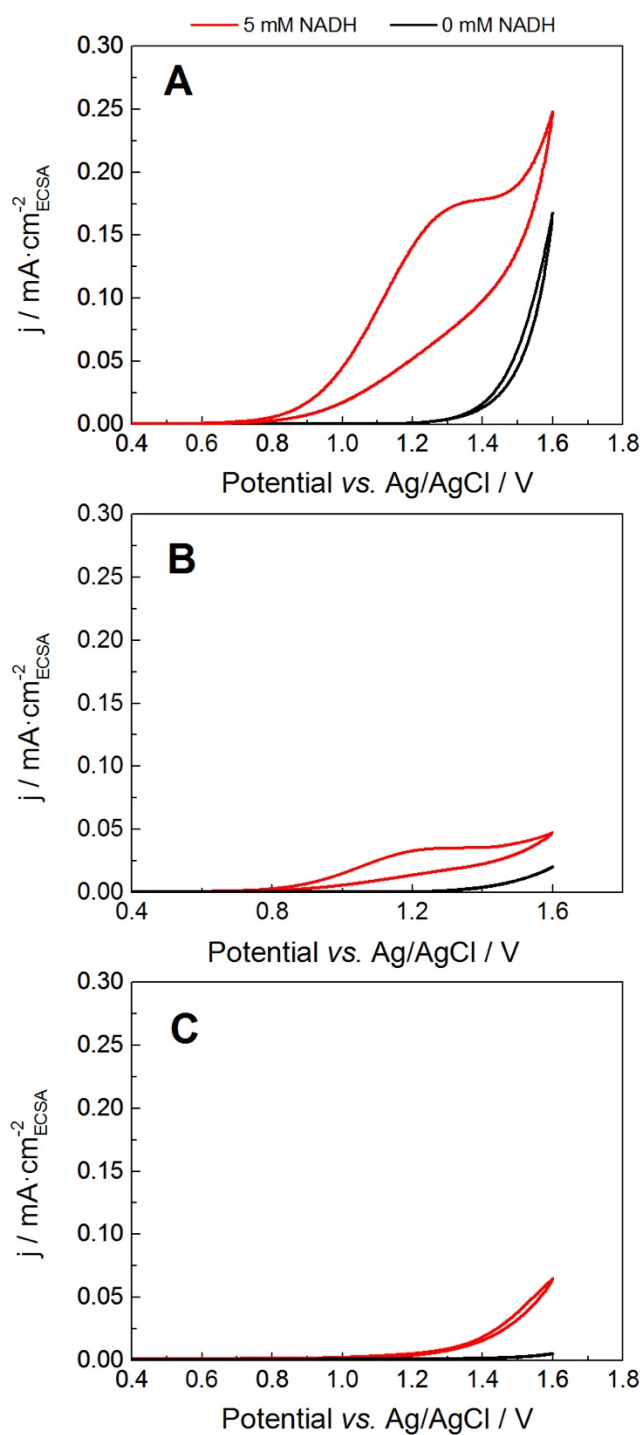 5 mM NADH 0 mM NADH
A
j / mA·cm⁻²ECSA
0.30
0.25
0.20
0.15
0.10
0.05
0.00
0.4 0.6 0.8 1.0 1.2 1.4 1.6 1.8
Potential vs. Ag/AgCl / V
B
j / mA·cm⁻²ECSA
0.30
0.25
0.20
0.15
0.10
0.05
0.00
0.4 0.8 1.2 1.6
Potential vs. Ag/AgCl / V
C
j / mA·cm⁻²ECSA
0.30
0.25
0.20
0.15
0.10
0.05
0.00
0.4 0.6 0.8 1.0 1.2 1.4 1.6 1.8
Potential vs. Ag/AgCl / V